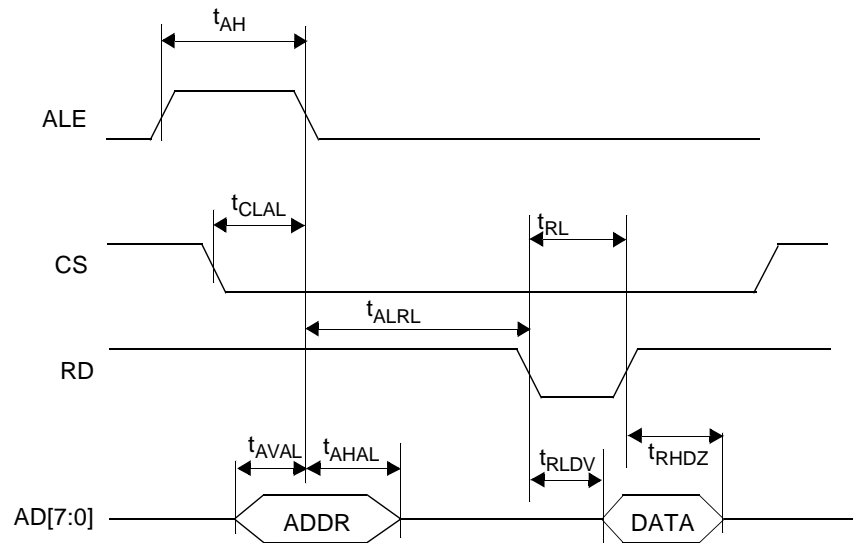 tAH
ALE
tCLAL
tRL
CS
tALRL
RD
tAVAL
tAHAL
tRLDV
tRHDZ
AD[7:0]
ADDR
DATA